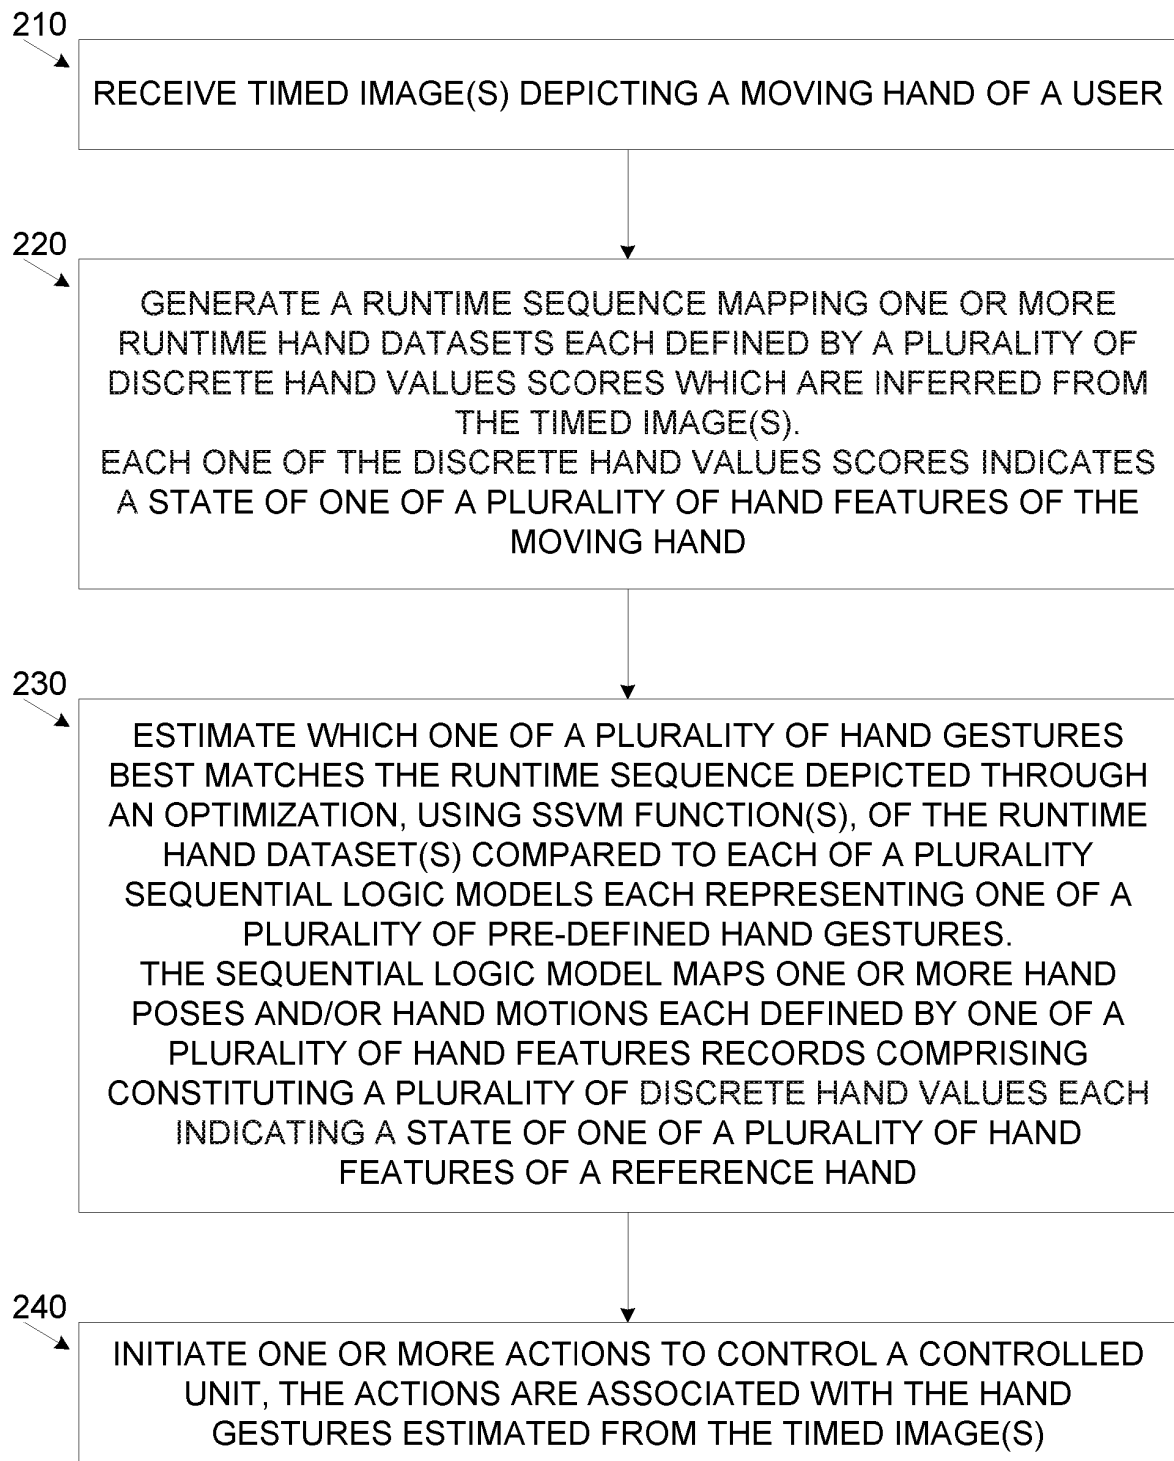 210
RECEIVE TIMED IMAGE(S) DEPICTING A MOVING HAND OF A USER
220
GENERATE A RUNTIME SEQUENCE MAPPING ONE OR MORE
RUNTIME HAND DATASETS EACH DEFINED BY A PLURALITY OF
DISCRETE HAND VALUES SCORES WHICH ARE INFERRED FROM
THE TIMED IMAGE(S).
EACH ONE OF THE DISCRETE HAND VALUES SCORES INDICATES
A STATE OF ONE OF A PLURALITY OF HAND FEATURES OF THE
MOVING HAND
230
ESTIMATE WHICH ONE OF A PLURALITY OF HAND GESTURES
BEST MATCHES THE RUNTIME SEQUENCE DEPICTED THROUGH
AN OPTIMIZATION, USING SSVM FUNCTION(S), OF THE RUNTIME
HAND DATASET(S) COMPARED TO EACH OF A PLURALITY
SEQUENTIAL LOGIC MODELS EACH REPRESENTING ONE OF A
PLURALITY OF PRE-DEFINED HAND GESTURES.
THE SEQUENTIAL LOGIC MODEL MAPS ONE OR MORE HAND
POSES AND/OR HAND MOTIONS EACH DEFINED BY ONE OF A
PLURALITY OF HAND FEATURES RECORDS COMPRISING
CONSTITUTING A PLURALITY OF DISCRETE HAND VALUES EACH
INDICATING A STATE OF ONE OF A PLURALITY OF HAND
FEATURES OF A REFERENCE HAND
240
INITIATE ONE OR MORE ACTIONS TO CONTROL A CONTROLLED
UNIT, THE ACTIONS ARE ASSOCIATED WITH THE HAND
GESTURES ESTIMATED FROM THE TIMED IMAGE(S)